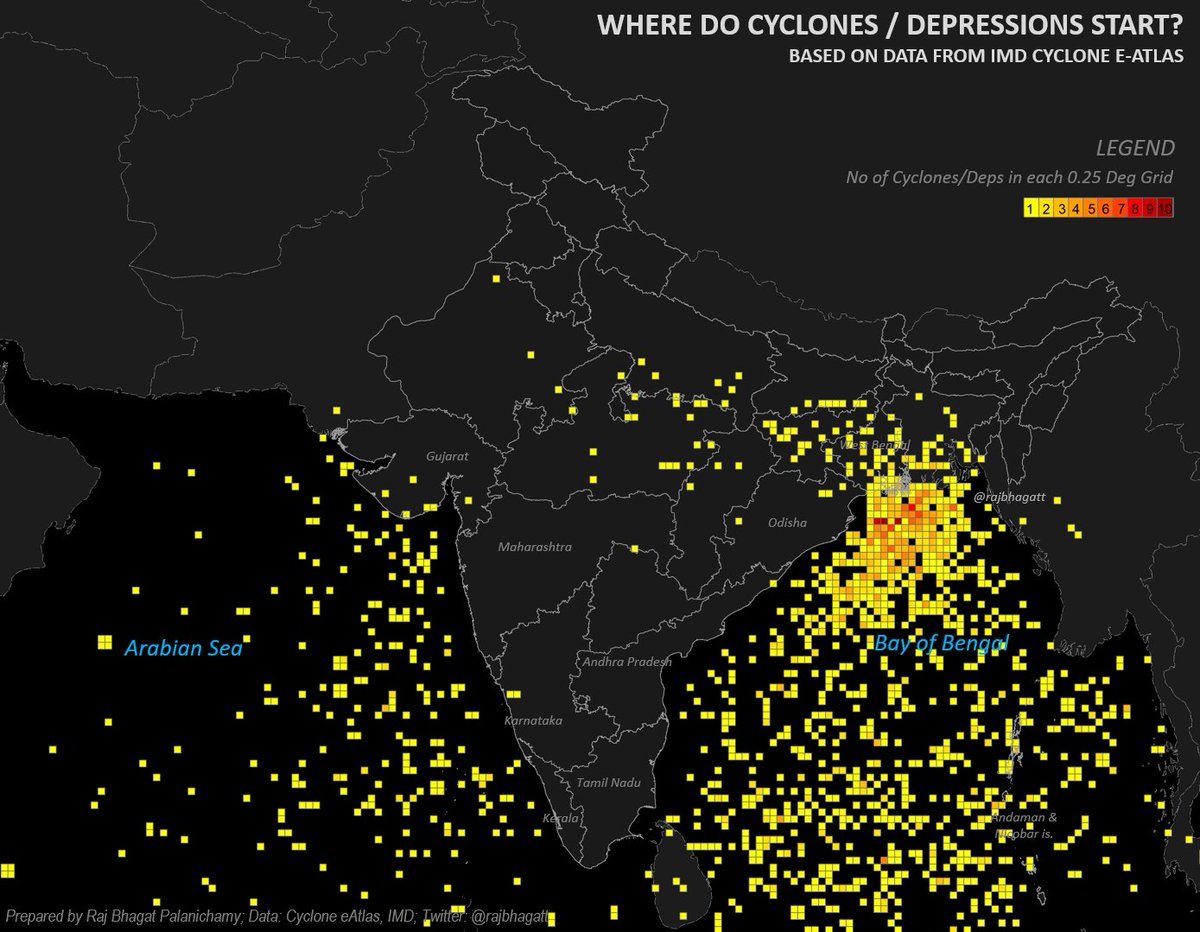 WHERE DO CYCLONES / DEPRESSIONS START?
BASED ON DATA FROM IMD CYCLONE E-ATLAS
LEGEND
No of Cyclones/Deps in each 0.25 Deg Grid
1 2 3 4 5 6 7 8 9 10
West Bengal
Gujarat
@rajbhagatt
Odisha
Maharashtra
Bay of Bengal
Arabian Sea
Andhra Pradesh
Karnataka
Tamil Nadu
Kerala
Andaman &
Nicobar is.
Prepared by Raj Bhagat Palanichamy; Data: Cyclone eAtlas, IMD; Twitter: @rajbhagatt